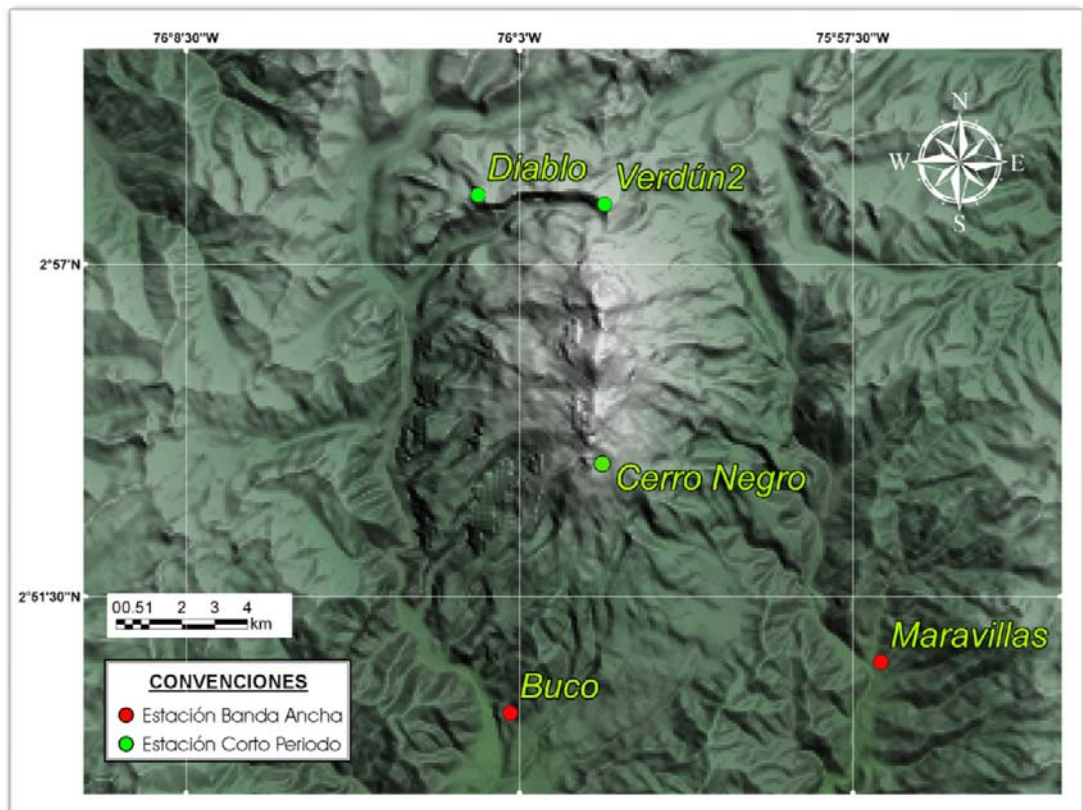 76°8'30"W 76°3'W 75°57'30"W
N
W E
S
Diablo Verdún2
2°57'N
Cerro Negro
2°51'30"N
00.51 2 3 4
km
Maravillas
Buco
CONVENCIONES
Estación Banda Ancha
Estación Corto Periodo